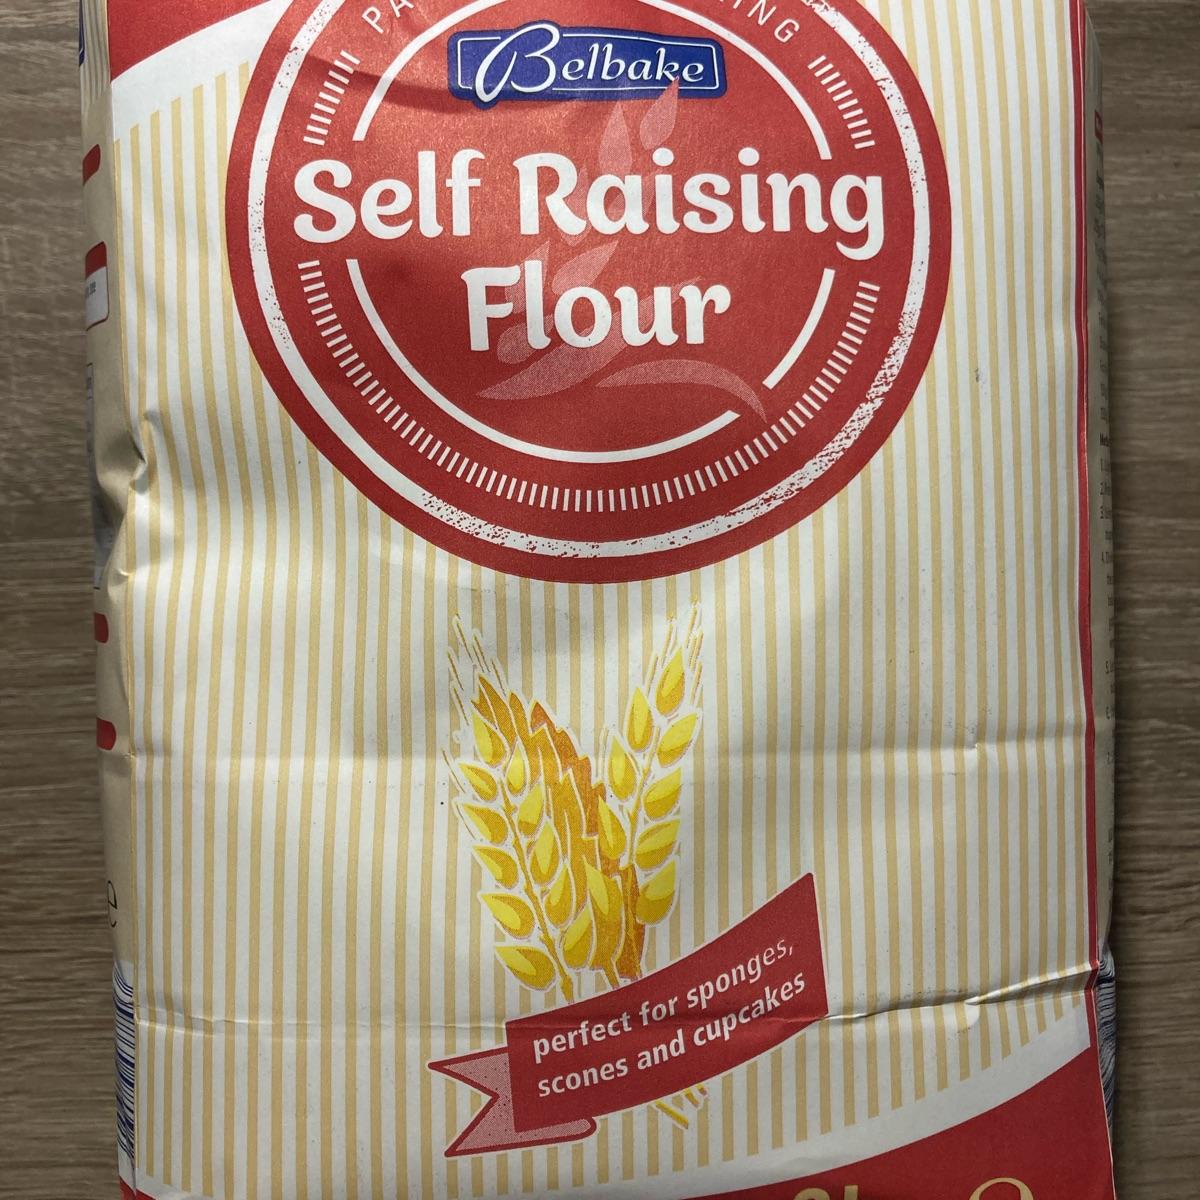 Belbake
Self Raising
Flour
perfect for sponges,
scones and cupcakes
e